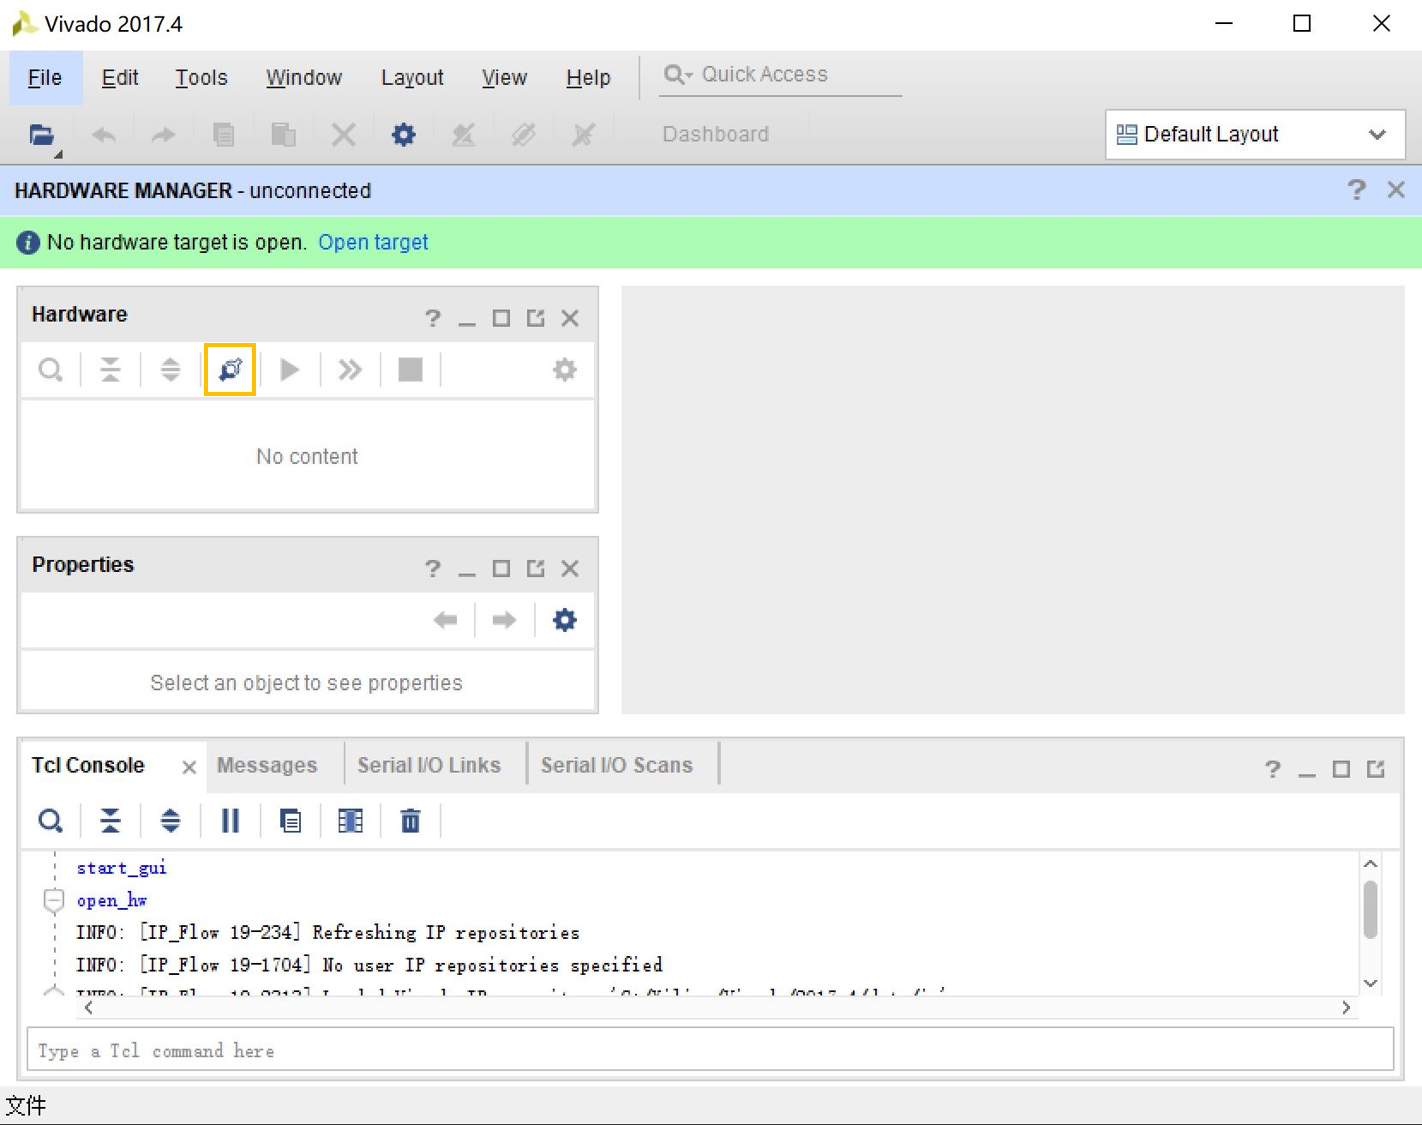 Vivado 2017.4
File Edit Tools Window Layout View Help Quick Access
Dashboard Default Layout
HARDWARE MANAGER - unconnected
No hardware target is open. Open target
Hardware
No content
Properties
Select an object to see properties
Tcl Console Messages Serial I/O Links Serial I/O Scans
start_gui
open_hw
INFO: [IP_Flow 19-234] Refreshing IP repositories
INFO: [IP_Flow 19-1704] No user IP repositories specified
Type a Tcl command here
文件